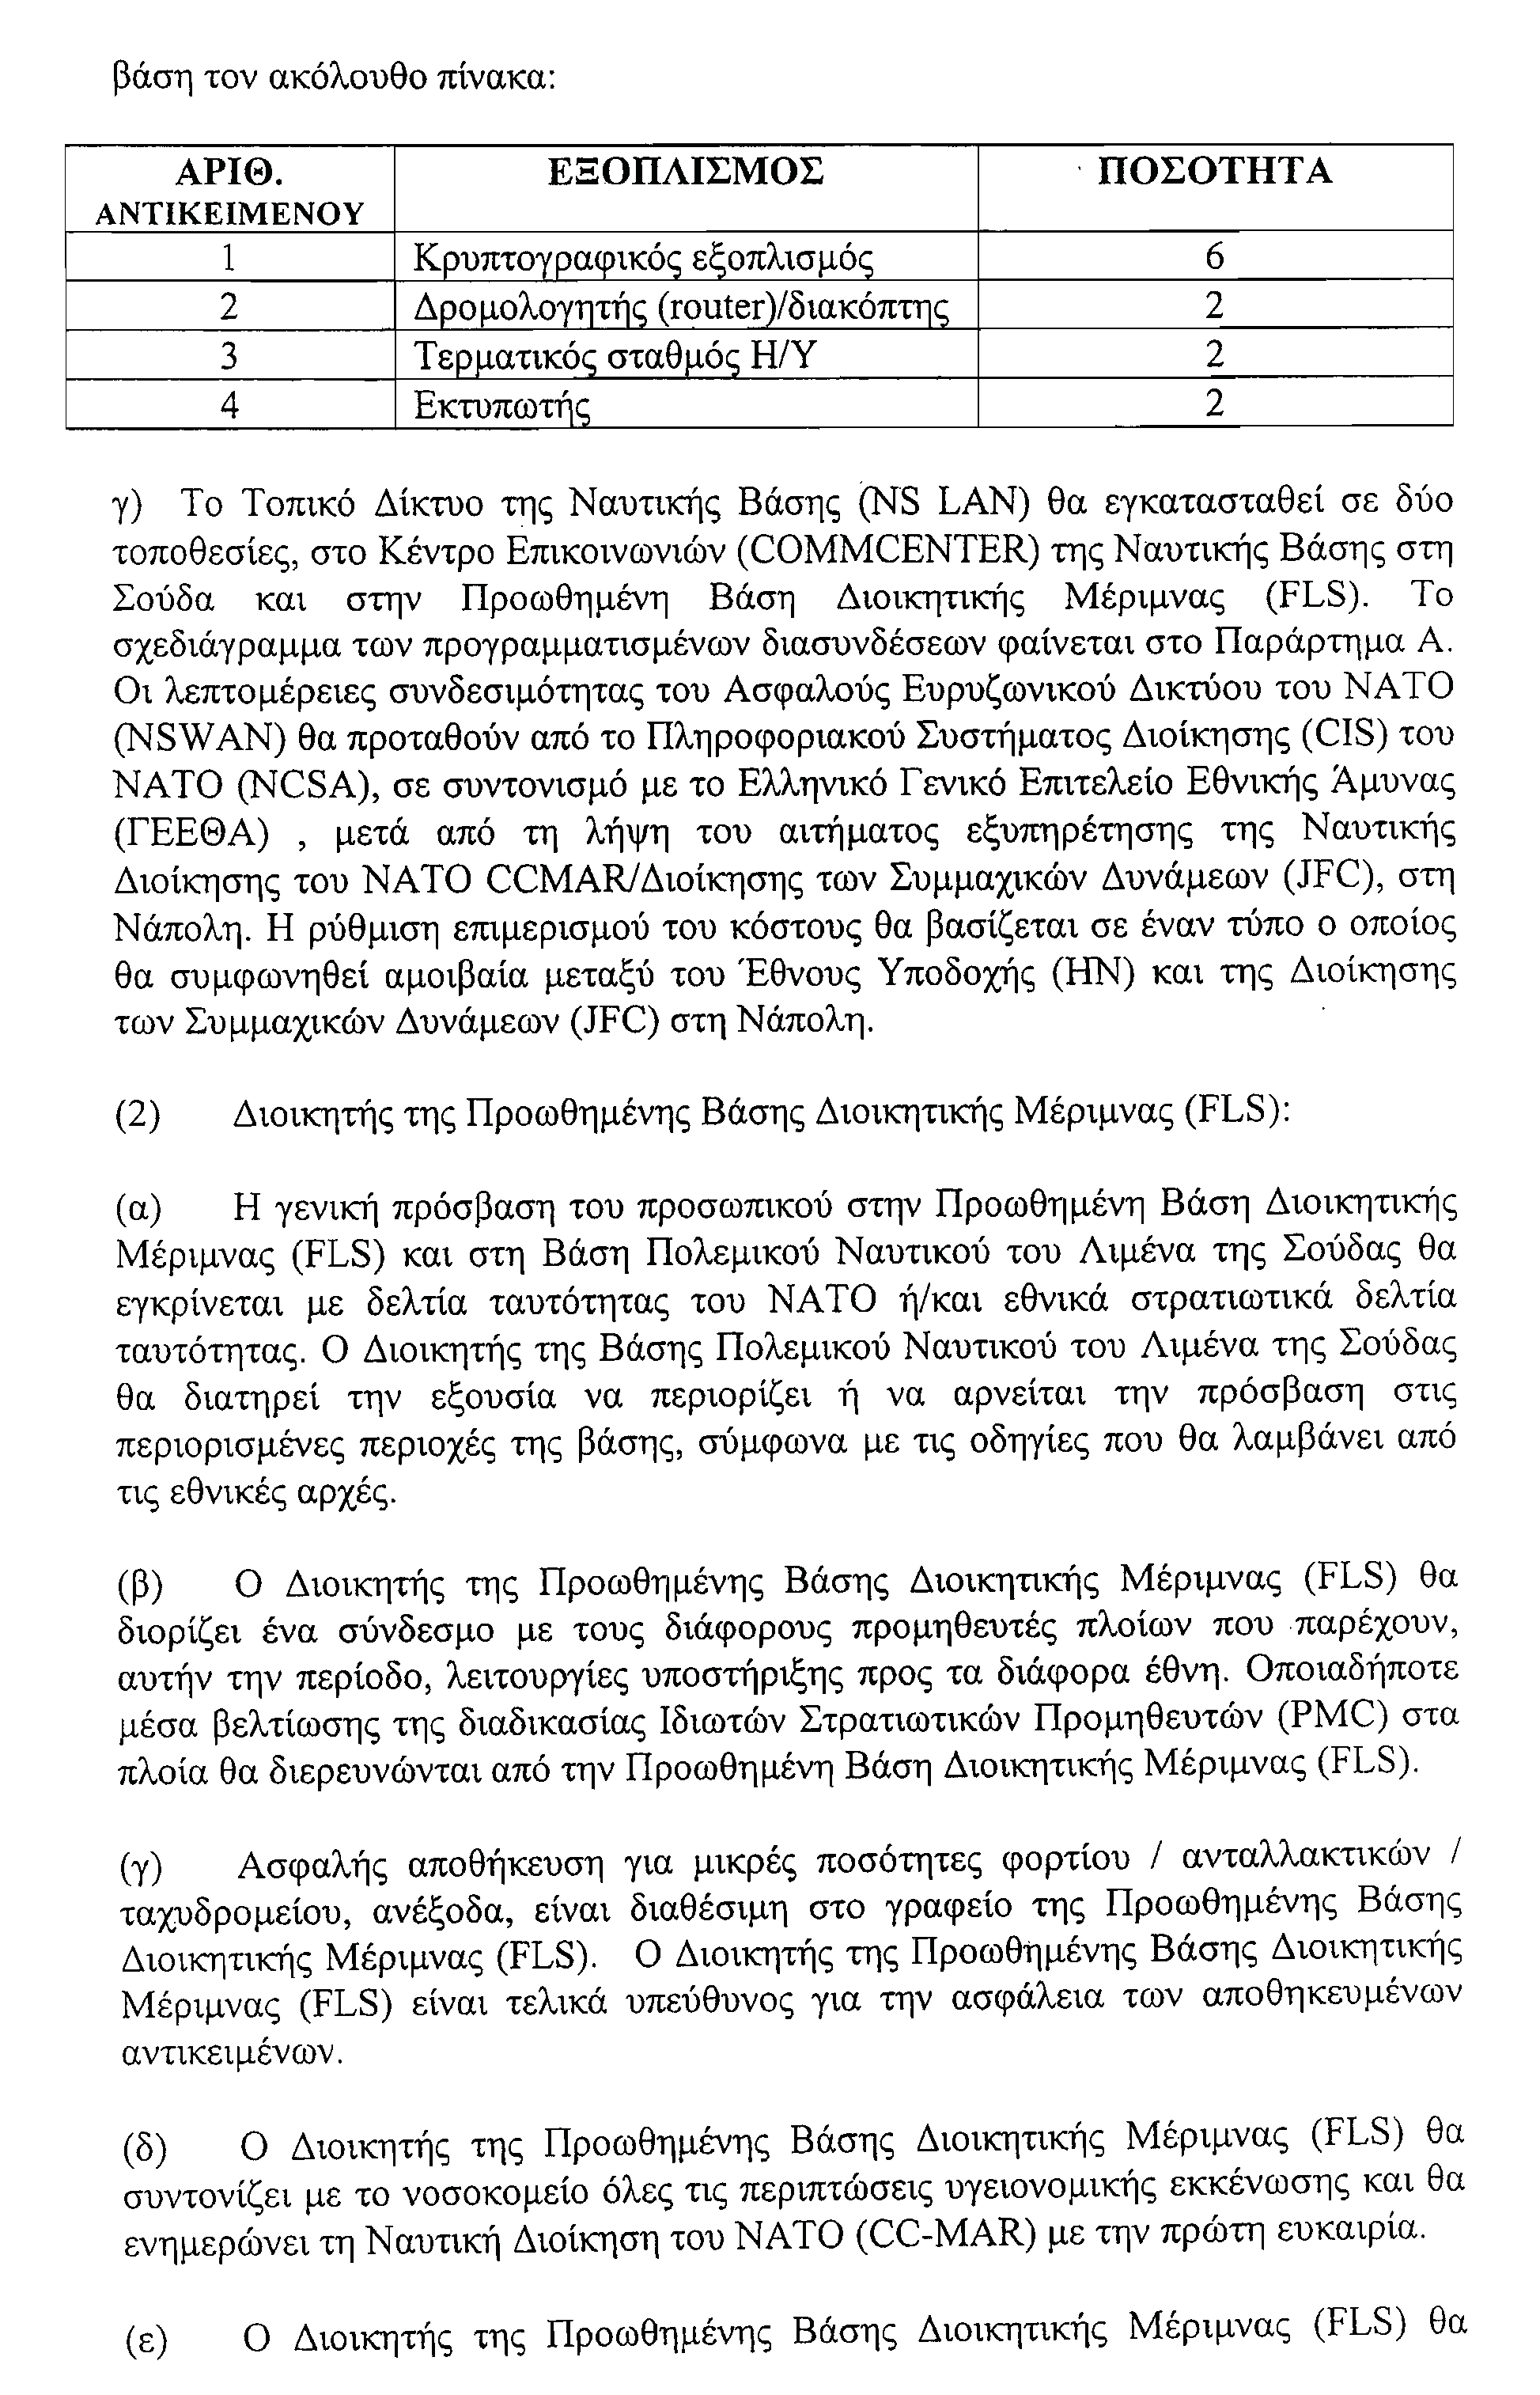 βάση τον ακόλουθο πίνακα:
ΑΡΙΘ. ΕΞΟΠΛΙΣΜΟΣ ΠΟΣΟΤΗΤΑ
ΑΝΤΙΚΕΙΜΕΝΟΥ
1 Κρυπτογραφικός εξοπλισμός 6
2 Δρομολογητής (router)/διακόπτης 2
3 Τερματικός σταθμός Η/Υ 2
4 Εκτυπωτής 2
γ) Το Τοπικό Δίκτυο της Ναυτικής Βάσης (NS LAN) θα εγκατασταθεί σε δύο
τοποθεσίες, στο Κέντρο Επικοινωνιών (COMMCENTER) της Ναυτικής Βάσης στη
Σούδα και στην Προωθημένη Βάση Διοικητικής Μέριμνας (FLS). Το
σχεδιάγραμμα των προγραμματισμένων διασυνδέσεων φαίνεται στο Παράρτημα Α.
Οι λεπτομέρειες συνδεσιμότητας του Ασφαλούς Ευρυζωνικού Δικτύου του ΝΑΤΟ
(NSWAN) θα προταθούν από το Πληροφοριακού Συστήματος Διοίκησης (CIS) του
ΝΑΤΟ (NCSA), σε συντονισμό με το Ελληνικό Γενικό Επιτελείο Εθνικής Άμυνας
(ΓΕΕΘΑ) , μετά από τη λήψη του αιτήματος εξυπηρέτησης της Ναυτικής
Διοίκησης του ΝΑΤΟ CCMAR/Διοίκησης των Συμμαχικών Δυνάμεων (JFC), στη
Νάπολη. Η ρύθμιση επιμερισμού του κόστους θα βασίζεται σε έναν τύπο ο οποίος
θα συμφωνηθεί αμοιβαία μεταξύ του Έθνους Υποδοχής (HN) και της Διοίκησης
των Συμμαχικών Δυνάμεων (JFC) στη Νάπολη.
(2) Διοικητής της Προωθημένης Βάσης Διοικητικής Μέριμνας (FLS):
(α) Η γενική πρόσβαση του προσωπικού στην Προωθημένη Βάση Διοικητικής
Μέριμνας (FLS) και στη Βάση Πολεμικού Ναυτικού του Λιμένα της Σούδας θα
εγκρίνεται με δελτία ταυτότητας του ΝΑΤΟ ή/και εθνικά στρατιωτικά δελτία
ταυτότητας. Ο Διοικητής της Βάσης Πολεμικού Ναυτικού του Λιμένα της Σούδας
θα διατηρεί την εξουσία να περιορίζει ή να αρνείται την πρόσβαση στις
περιορισμένες περιοχές της βάσης, σύμφωνα με τις οδηγίες που θα λαμβάνει από
τις εθνικές αρχές.
(β) Ο Διοικητής της Προωθημένης Βάσης Διοικητικής Μέριμνας (FLS) θα
διορίζει ένα σύνδεσμο με τους διάφορους προμηθευτές πλοίων που παρέχουν,
αυτήν την περίοδο, λειτουργίες υποστήριξης προς τα διάφορα έθνη. Οποιαδήποτε
μέσα βελτίωσης της διαδικασίας Ιδιωτών Στρατιωτικών Προμηθευτών (PMC) στα
πλοία θα διερευνώνται από την Προωθημένη Βάση Διοικητικής Μέριμνας (FLS).
(γ) Ασφαλής αποθήκευση για μικρές ποσότητες φορτίου / ανταλλακτικών /
ταχυδρομείου, ανέξοδα, είναι διαθέσιμη στο γραφείο της Προωθημένης Βάσης
Διοικητικής Μέριμνας (FLS). Ο Διοικητής της Προωθημένης Βάσης Διοικητικής
Μέριμνας (FLS) είναι τελικά υπεύθυνος για την ασφάλεια των αποθηκευμένων
αντικειμένων.
(δ) Ο Διοικητής της Προωθημένης Βάσης Διοικητικής Μέριμνας (FLS) θα
συντονίζει με το νοσοκομείο όλες τις περιπτώσεις υγειονομικής εκκένωσης και θα
ενημερώνει τη Ναυτική Διοίκηση του ΝΑΤΟ (CC-MAR) με την πρώτη ευκαιρία.
(ε) Ο Διοικητής της Προωθημένης Βάσης Διοικητικής Μέριμνας (FLS) θα